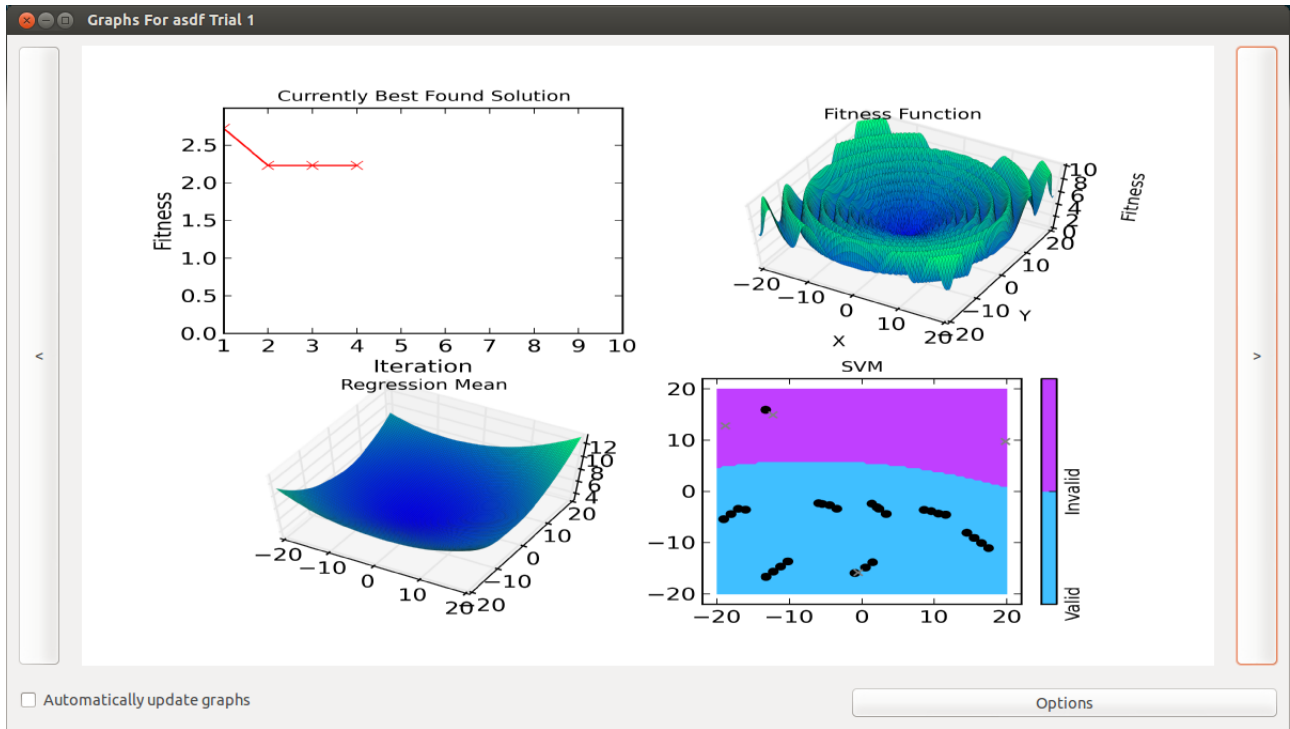 Graphs For asdf Trial 1
<
Currently Best Found Solution
2.5
2.0
1.5
1.0
0.5
0.0
Fitness
1 2 3 4 5 6 7 8 9 10
Iteration
Fitness Function
10
8
6
4
2
0
Fitness
20
10
0
−10
−20
Y
−20 −10 0 10 20
X
Regression Mean
12
10
8
6
4
20
10
0
−10
−20
−20 −10 0 10 20
SVM
20
10
0
−10
−20
−20 −10 0 10 20
Invalid
Valid
>
Automatically update graphs
Options